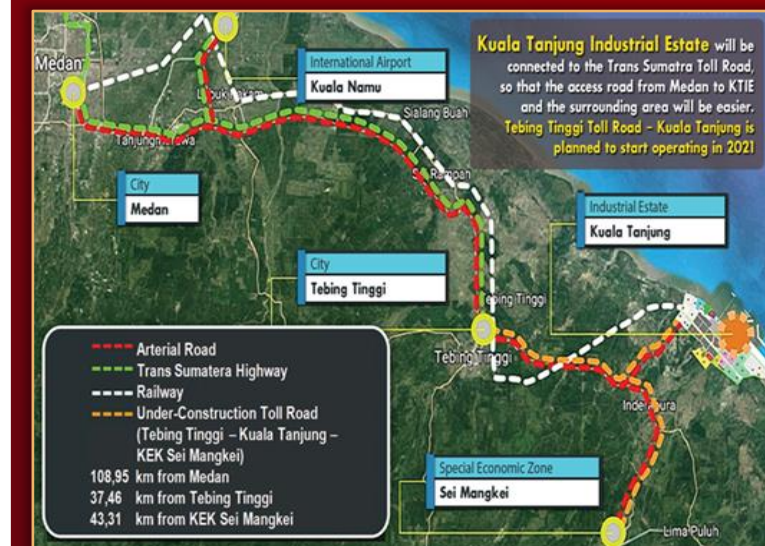 Kuala Tanjung Industrial Estate will be
connected to the Trans Sumatra Toll Road,
so that the access road from Medan to KTIE
and the surrounding area will be easier.
Tebing Tinggi Toll Road – Kuala Tanjung is
planned to start operating in 2021
Medan
International Airport
Kuala Namu
Sialang Buah
City
Medan
Rampah
Industrial Estate
Kuala Tanjung
City
Tebing Tinggi
Tebing Tinggi
Tebing Tinggi
Arterial Road
Trans Sumatera Highway
Railway
Under-Construction Toll Road
(Tebing Tinggi – Kuala Tanjung –
KEK Sei Mangkei)
108,95 km from Medan
37,46 km from Tebing Tinggi
43,31 km from KEK Sei Mangkei
Special Economic Zone
Sei Mangkei
Lima Puluh